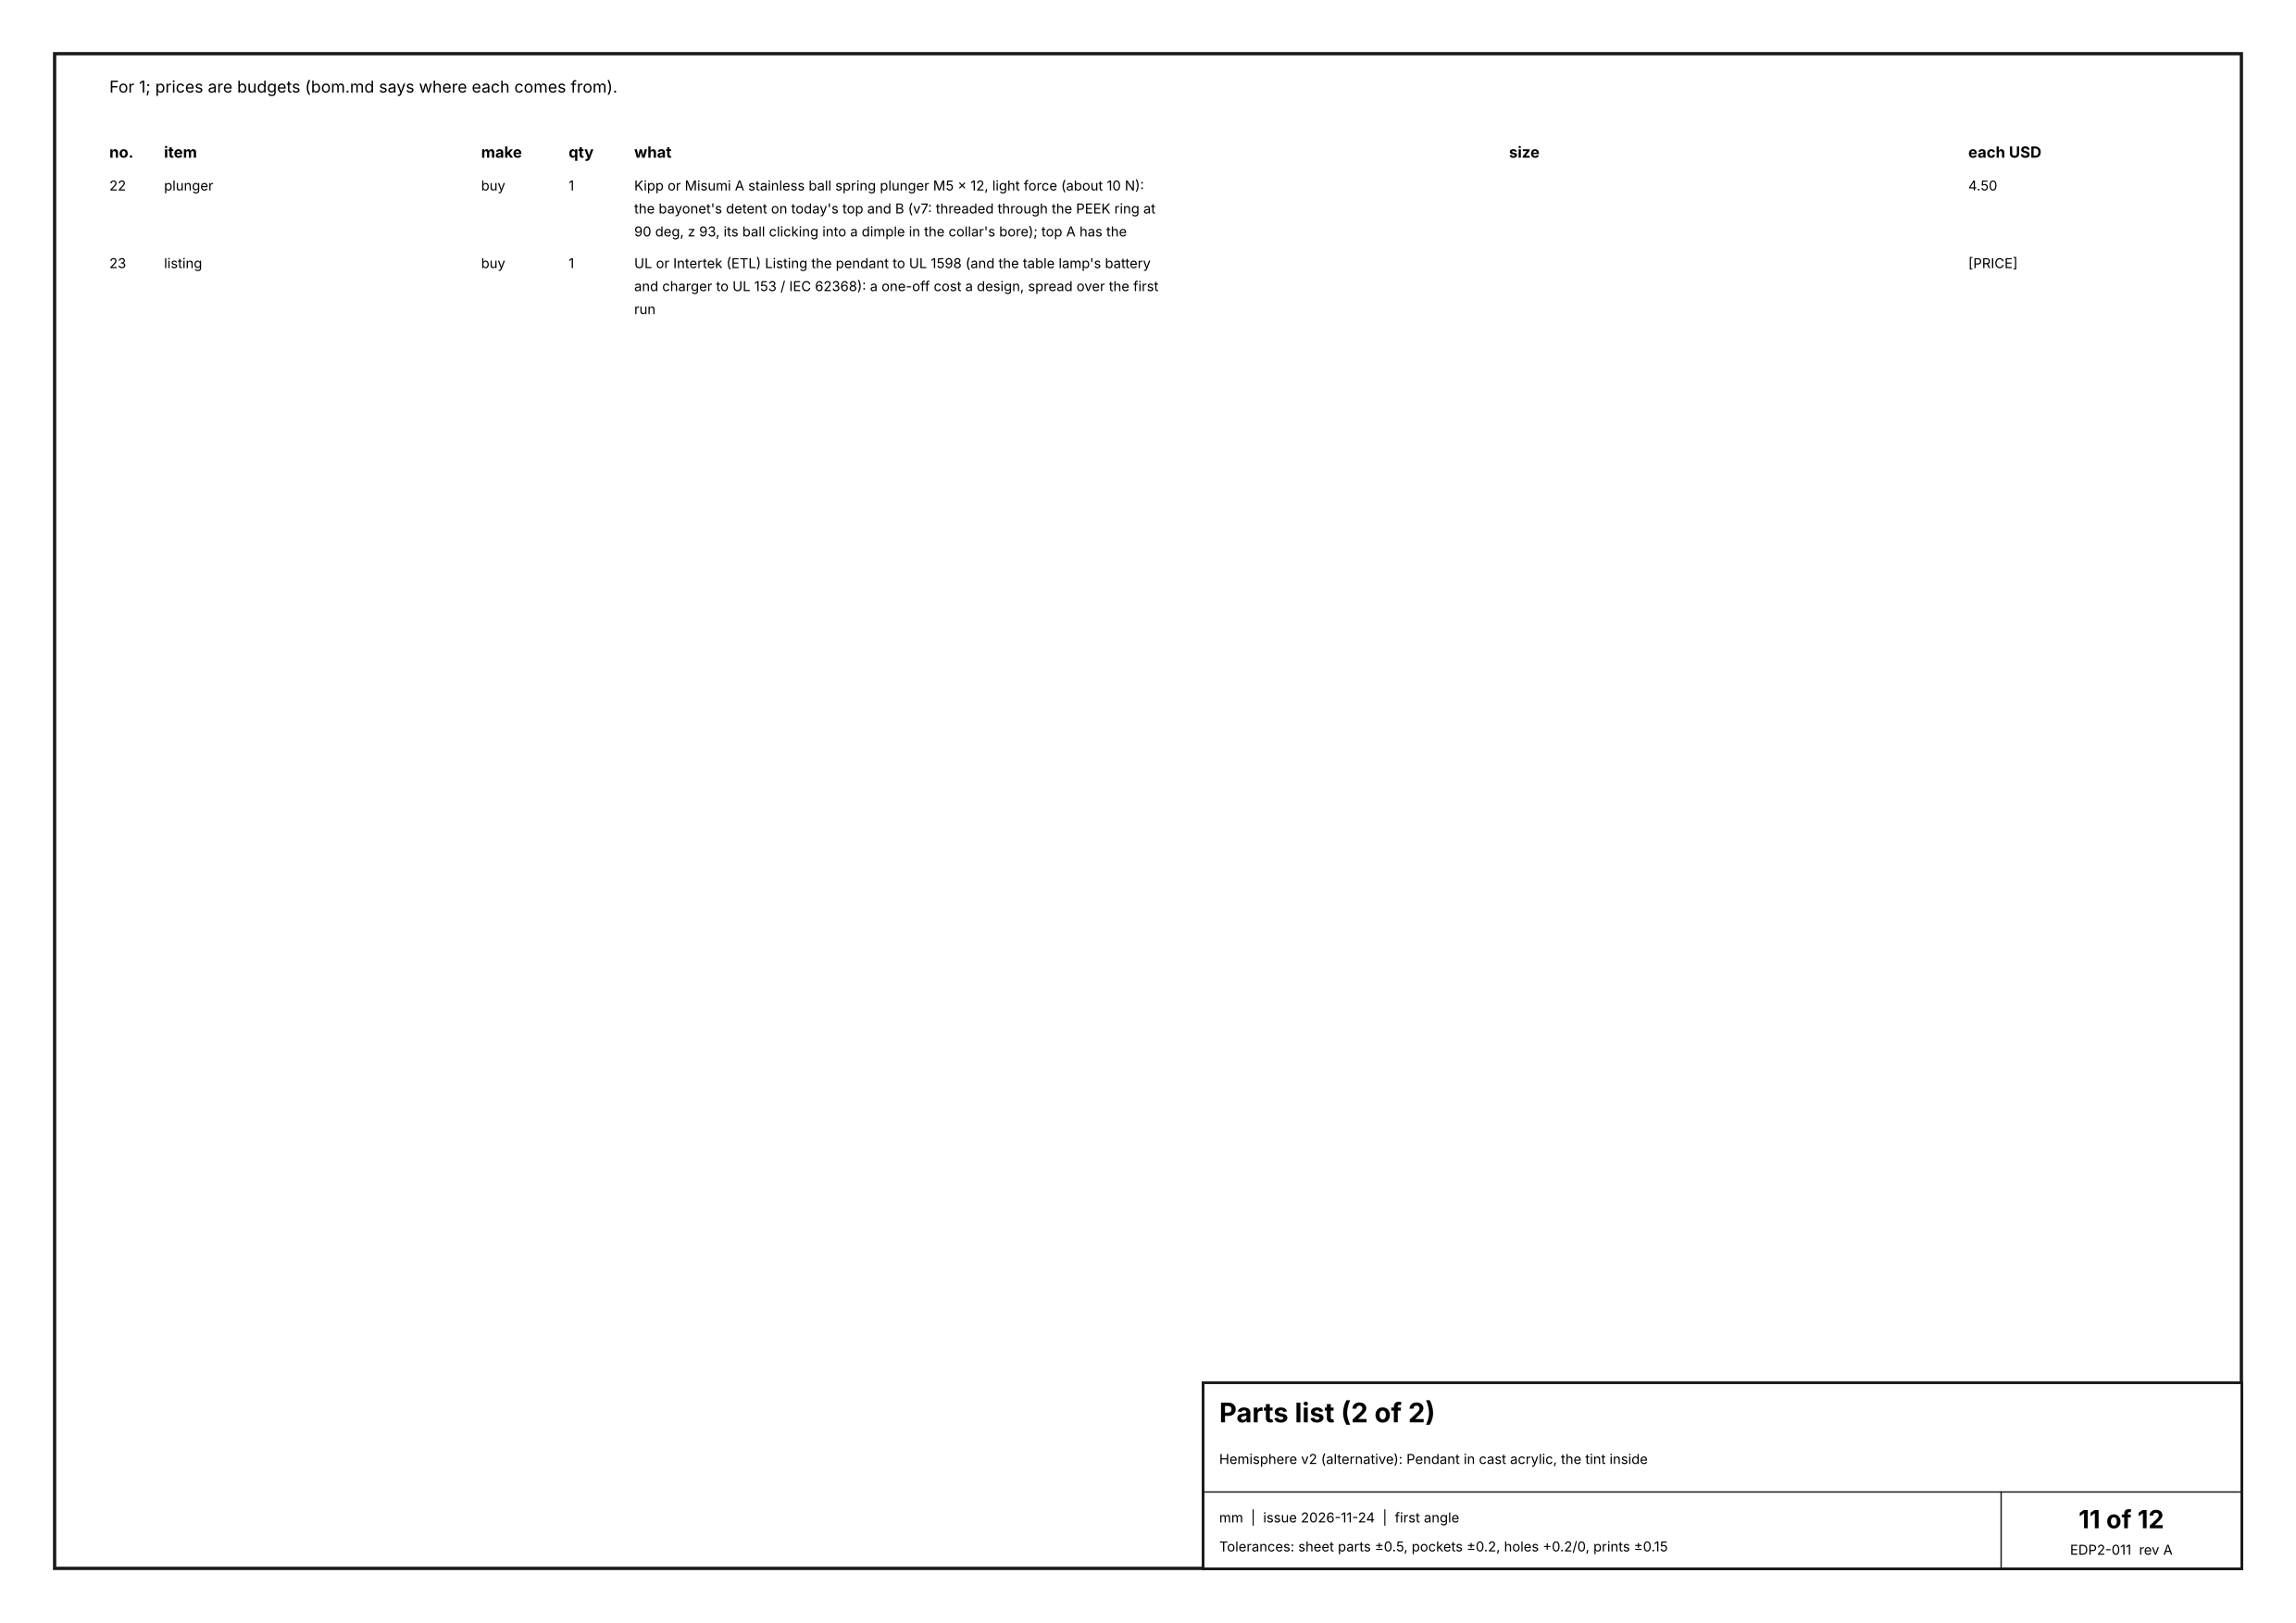 For 1; prices are budgets (bom.md says where each comes from).
no. item make qty what size each USD
22 plunger buy 1 Kipp or Misumi A stainless ball spring plunger M5 × 12, light force (about 10 N): 4.50
the bayonet's detent on today's top and B (v7: threaded through the PEEK ring at
90 deg, z 93, its ball clicking into a dimple in the collar's bore); top A has the
23 listing buy 1 UL or Intertek (ETL) Listing the pendant to UL 1598 (and the table lamp's battery [PRICE]
and charger to UL 153 / IEC 62368): a one-off cost a design, spread over the first
run
Parts list (2 of 2)
Hemisphere v2 (alternative): Pendant in cast acrylic, the tint inside
mm | issue 2026-11-24 | first angle
Tolerances: sheet parts ±0.5, pockets ±0.2, holes +0.2/0, prints ±0.15
11 of 12
EDP2-011 rev A